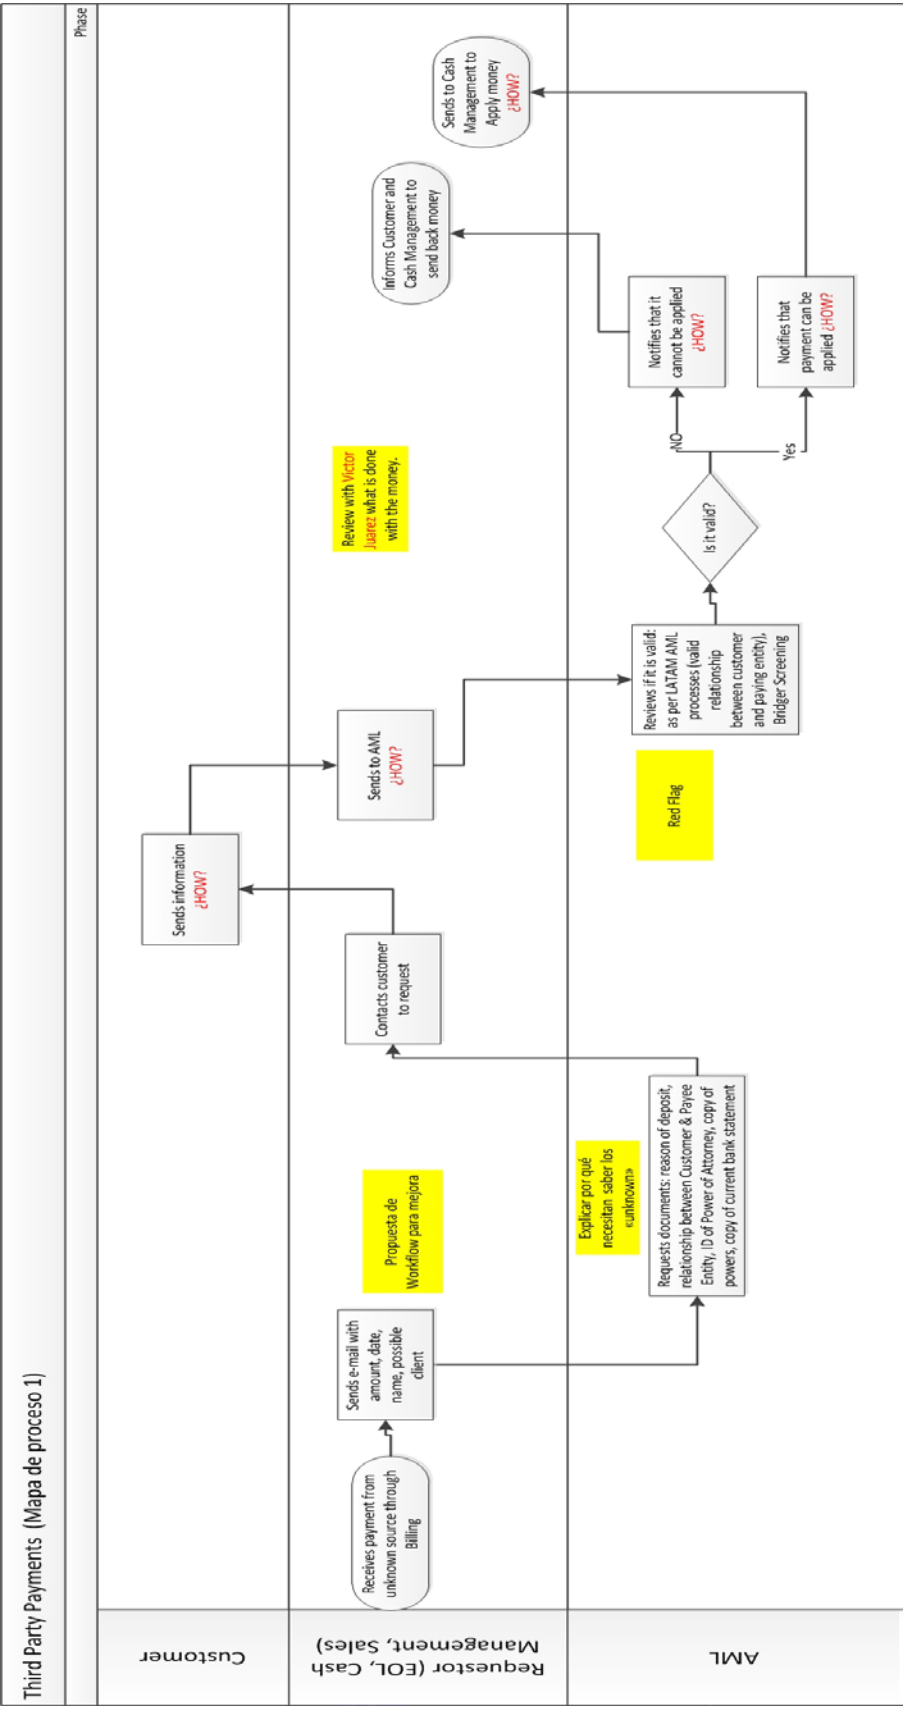 Third Party Payments (Mapa de proceso 1)
Phase
Customer
Requestor (EOL, Cash
Management, Sales)
AML
Receives payment from
unknown source through
Billing
Sends e-mail with
amount, date,
name, possible
client
Propuesta de
Workflow para mejora
Explicar por qué
necesitan saber los
«unknown»
Requests documents: reason of deposit,
relationship between Customer & Payee
Entity, ID of Power of Attorney, copy of
powers, copy of current bank statement
Contacts customer
to request
Sends information
¿HOW?
Sends to AML
¿HOW?
Red Flag
Reviews if it is valid:
as per LATAM AML
processes (valid
relationship
between customer
and paying entity),
Bridger Screening
Review with Victor
Juarez what is done
with the money.
Is it valid?
NO
Yes
Notifies that it
cannot be applied
¿HOW?
Notifies that
payment can be
applied ¿HOW?
Informs Customer and
Cash Management to
send back money
Sends to Cash
Management to
Apply money
¿HOW?